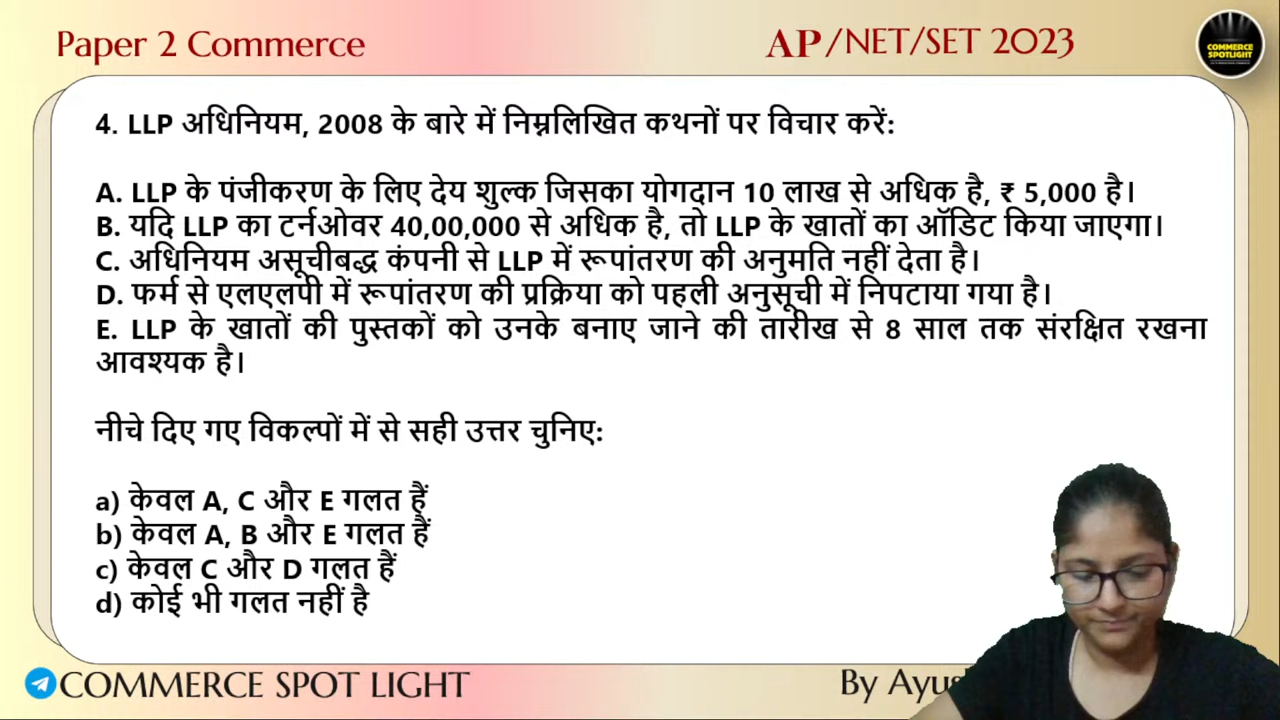 Paper 2 Commerce
AP/NET/SET 2023
COMMERCE
SPOTLIGHT
4. LLP अधिनियम, 2008 के बारे में निम्नलिखित कथनों पर विचार करें:
A. LLP के पंजीकरण के लिए देय शुल्क जिसका योगदान 10 लाख से अधिक है, ₹ 5,000 है।
B. यदि LLP का टर्नओवर 40,00,000 से अधिक है, तो LLP के खातों का ऑडिट किया जाएगा।
C. अधिनियम असूचीबद्ध कंपनी से LLP में रूपांतरण की अनुमति नहीं देता है।
D. फर्म से एलएलपी में रूपांतरण की प्रक्रिया को पहली अनुसूची में निपटाया गया है।
E. LLP के खातों की पुस्तकों को उनके बनाए जाने की तारीख से 8 साल तक संरक्षित रखना
आवश्यक है।
नीचे दिए गए विकल्पों में से सही उत्तर चुनिए:
a) केवल A, C और E गलत हैं
b) केवल A, B और E गलत हैं
c) केवल C और D गलत हैं
d) कोई भी गलत नहीं है
COMMERCE SPOT LIGHT
By